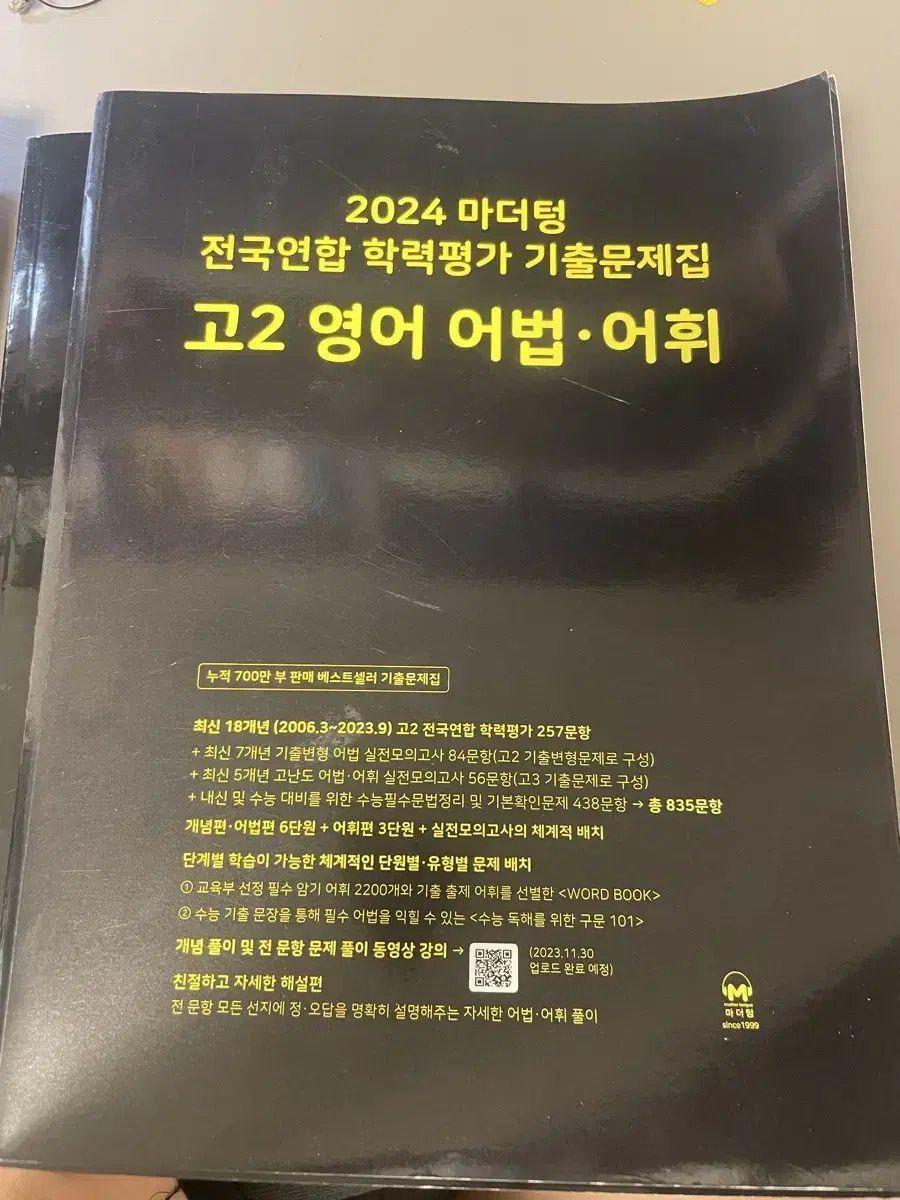 2024 마더텅
전국연합 학력평가 기출문제집
고2 영어 어법·어휘
누적 700만 부 판매 베스트셀러 기출문제집
최신 18개년 (2006.3~2023.9) 고2 전국연합 학력평가 257문항
+ 최신 7개년 기출변형 어법 실전모의고사 84문항(고2 기출변형문제로 구성)
+ 최신 5개년 고난도 어법·어휘 실전모의고사 56문항(고3 기출문제로 구성)
+ 내신 및 수능 대비를 위한 수능필수문법정리 및 기본확인문제 438문항 → 총 835문항
개념편·어법편 6단원 + 어휘편 3단원 + 실전모의고사의 체계적 배치
단계별 학습이 가능한 체계적인 단원별·유형별 문제 배치
① 교육부 선정 필수 암기 어휘 2200개와 기출 출제 어휘를 선별한 <WORD BOOK>
② 수능 기출 문장을 통해 필수 어법을 익힐 수 있는 <수능 독해를 위한 구문 101>
개념 풀이 및 전 문항 문제 풀이 동영상 강의 →
(2023.11.30
업로드 완료 예정)
친절하고 자세한 해설편
전 문항 모든 선지에 정·오답을 명확히 설명해주는 자세한 어법·어휘 풀이
mother tongue
마더텅
since1999